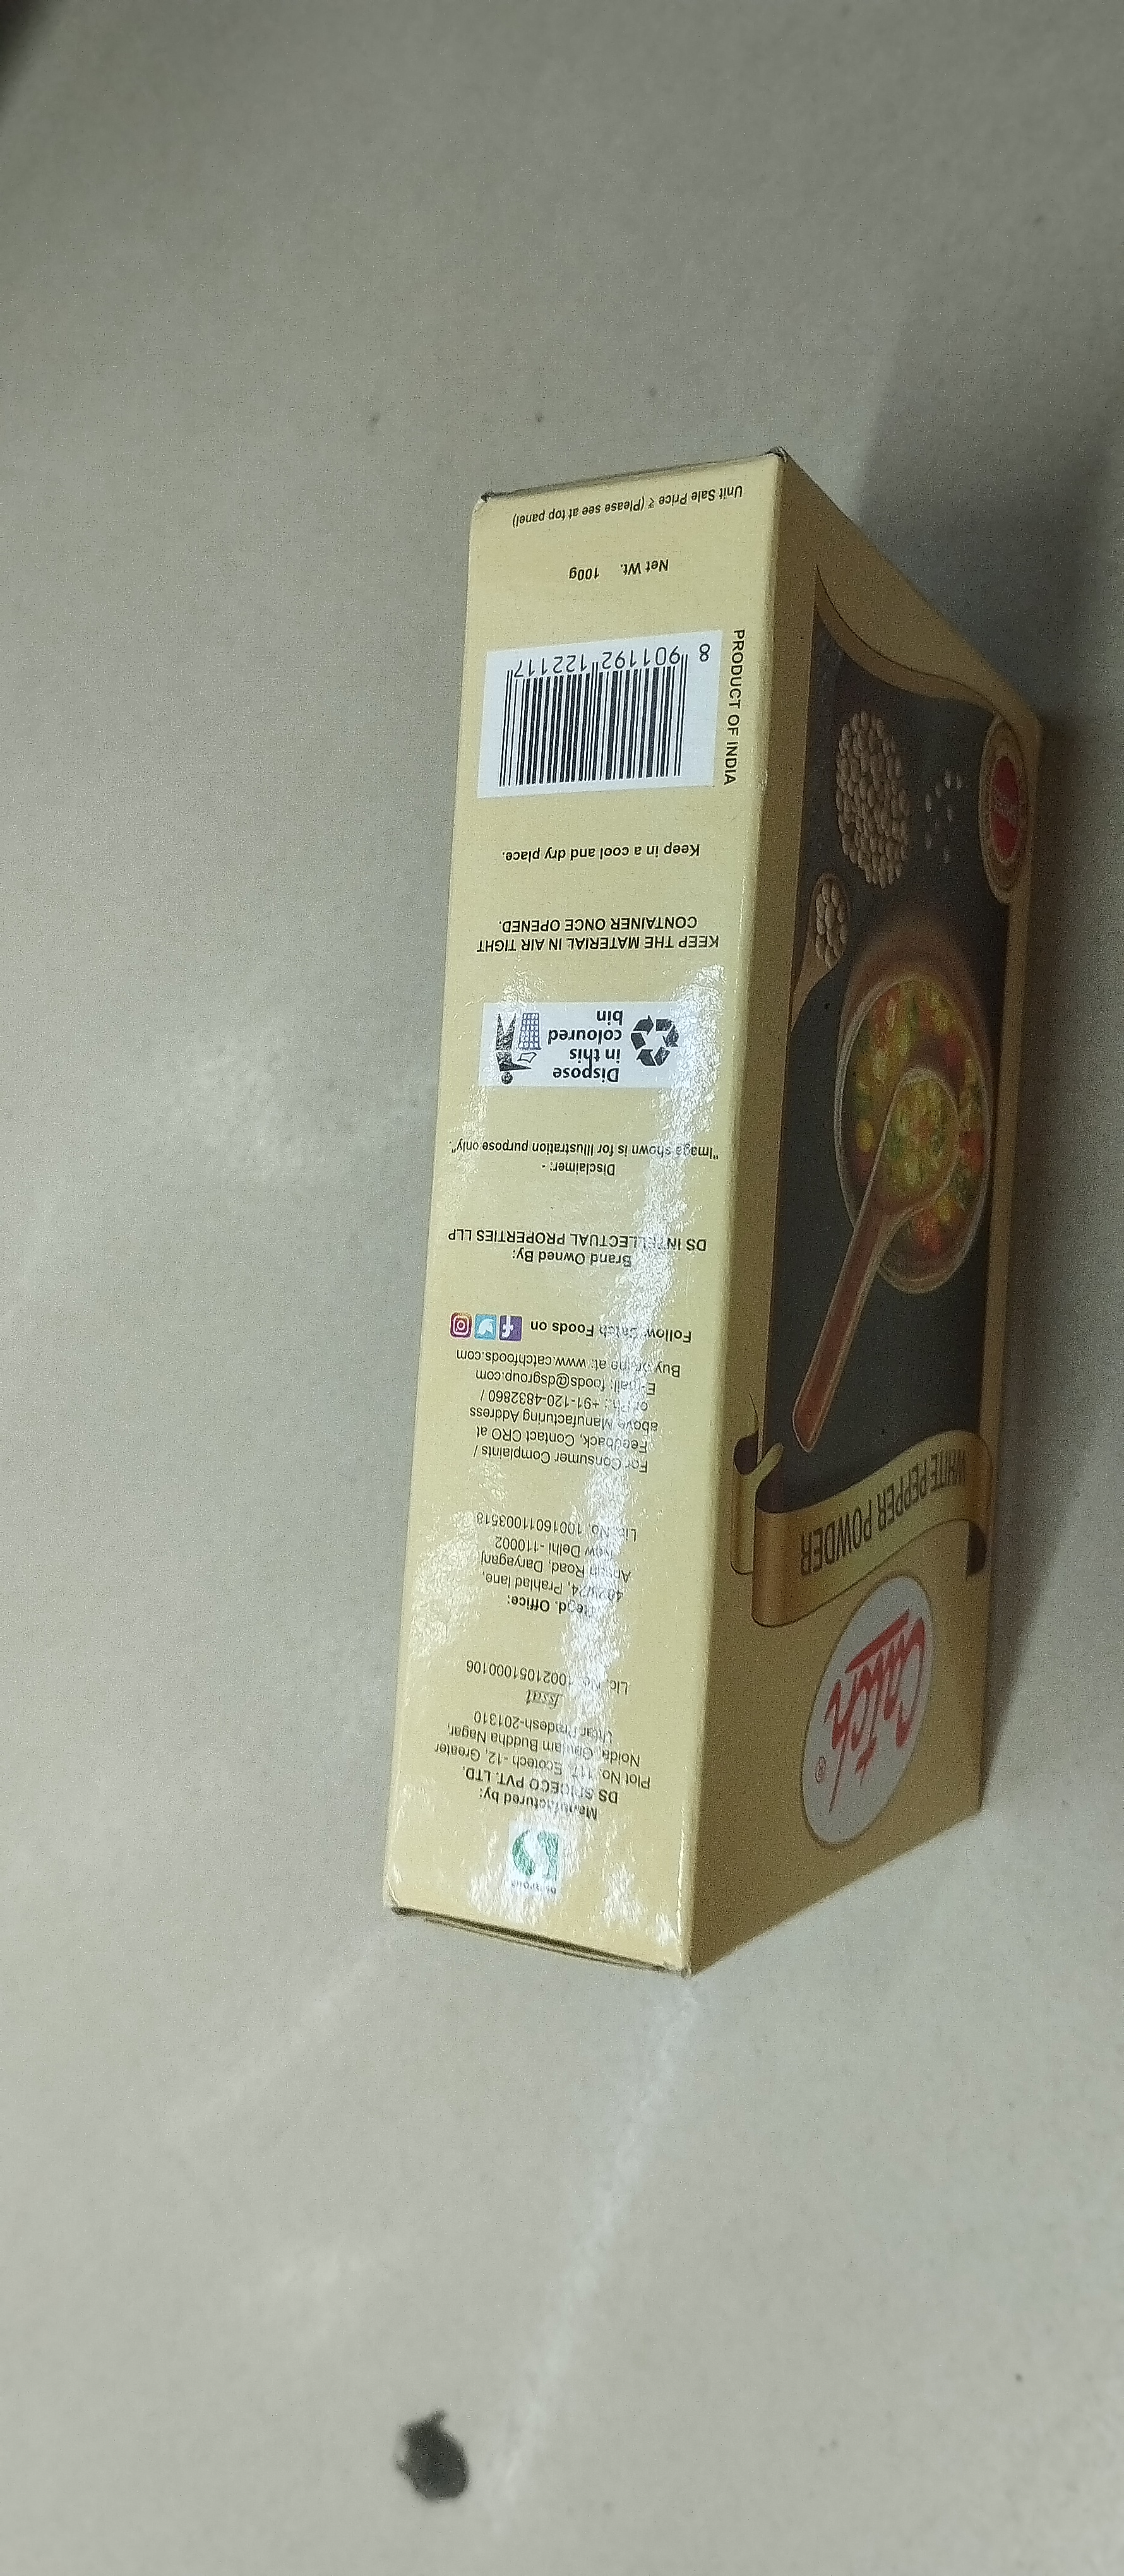 Manufactured by:
DS SPICECO PVT. LTD.
Plot No. 117, Ecotech -12, Greater
Noida, Gautam Buddha Nagar,
Uttar Pradesh-201310
fssai
Lic. No. 10021051000106
Regd. Office:
Prahlad lane,
Ansari Road, Daryaganj
New Delhi -110002
Lic. No. 10016011003518
For Consumer Complaints /
Feedback, Contact CRO at
above Manufacturing Address
or Ph.: +91-120-4832860 /
E-mail: foods@dsgroup.com
Buy online at: www.catchfoods.com
Follow Catch Foods on
Brand Owned By:
DS INTELLECTUAL PROPERTIES LLP
Disclaimer: -
"Image shown is for Illustration purpose only".
Dispose
in this
coloured
bin
KEEP THE MATERIAL IN AIR TIGHT
CONTAINER ONCE OPENED.
Keep in a cool and dry place.
PRODUCT OF INDIA
8 901192 122117
Net Wt. 100g
Unit Sale Price ₹ (Please see at top panel)
Catch®
WHITE PEPPER POWDER